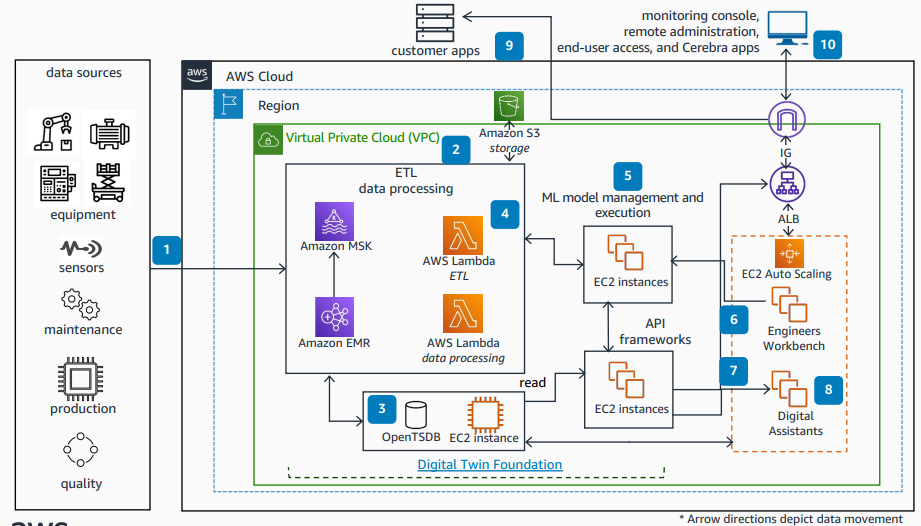 customer apps
9
monitoring console,
remote administration,
end-user access, and Cerebra apps
10
data sources
equipment
sensors
maintenance
production
quality
1
aws
AWS Cloud
Region
Virtual Private Cloud (VPC)
Amazon S3
storage
2
ETL
data processing
Amazon MSK
Amazon EMR
4
AWS Lambda
ETL
AWS Lambda
data processing
3
OpenTSDB
EC2 instance
read
Digital Twin Foundation
5
ML model management and
execution
EC2 instances
API
frameworks
EC2 instances
IG
ALB
EC2 Auto Scaling
6
Engineers
Workbench
7
8
Digital
Assistants
aws
* Arrow directions depict data movement